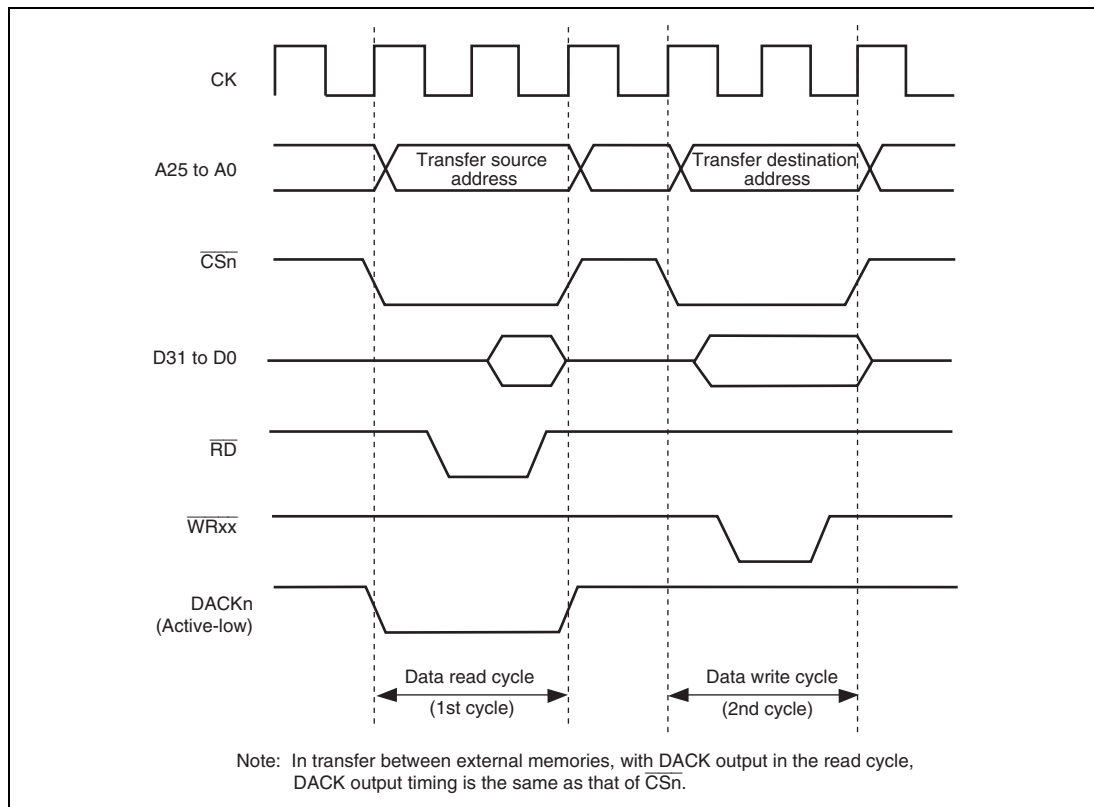 CK
A25 to A0
Transfer source
address
Transfer destination
address
CSn
D31 to D0
RD
WRxx
DACKn
(Active-low)
Data read cycle
(1st cycle)
Data write cycle
(2nd cycle)
Note: In transfer between external memories, with DACK output in the read cycle,
DACK output timing is the same as that of CSn.